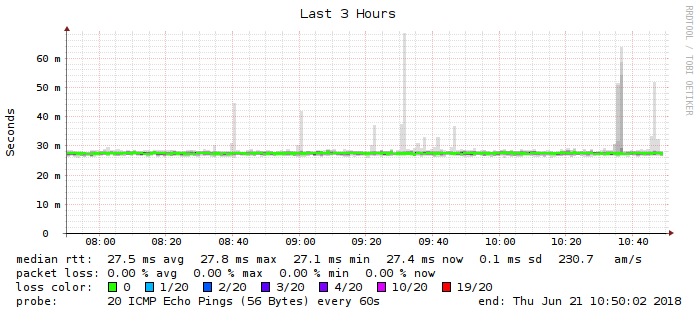 Last 3 Hours
RRDTOOL / TOBI OETIKER
Seconds
60 m
50 m
40 m
30 m
20 m
10 m
0
08:00 08:20 08:40 09:00 09:20 09:40 10:00 10:20 10:40
median rtt: 27.5 ms avg 27.8 ms max 27.1 ms min 27.4 ms now 0.1 ms sd 230.7 am/s
packet loss: 0.00 % avg 0.00 % max 0.00 % min 0.00 % now
loss color: 0 1/20 2/20 3/20 4/20 10/20 19/20
probe: 20 ICMP Echo Pings (56 Bytes) every 60s end: Thu Jun 21 10:50:02 2018